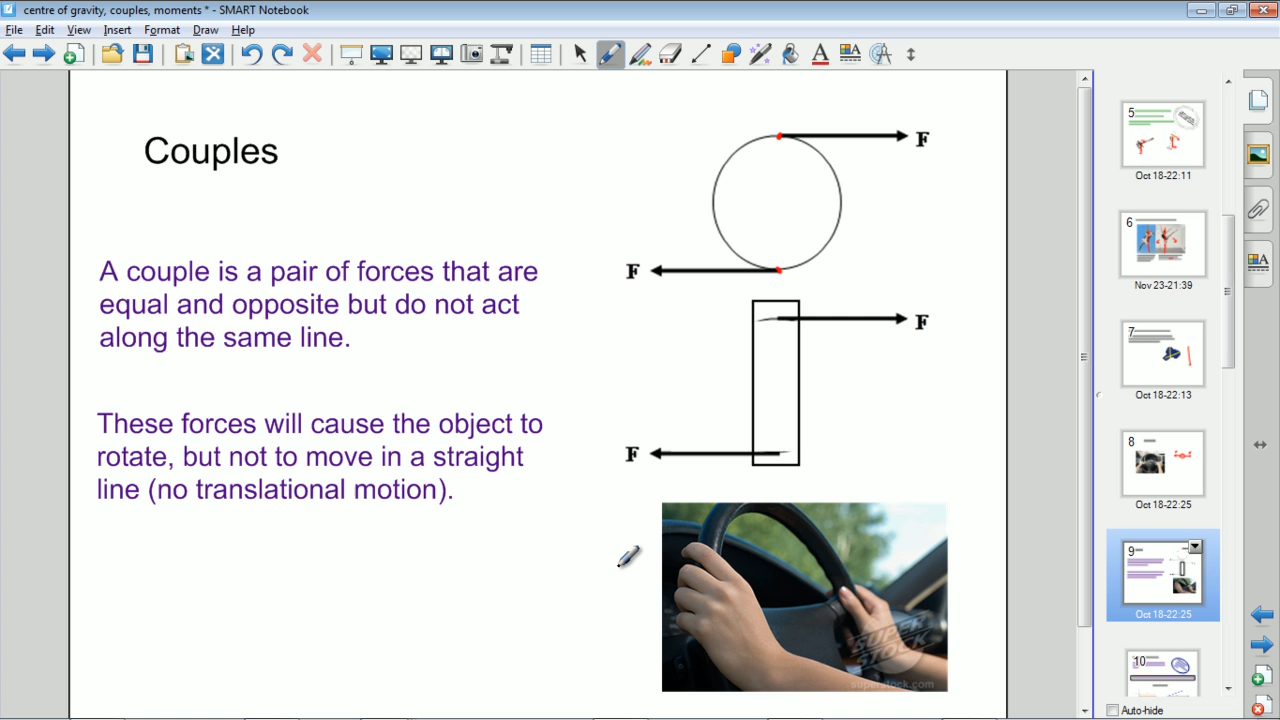 centre of gravity, couples, moments * - SMART Notebook
File Edit View Insert Format Draw Help
Couples
F
F
A couple is a pair of forces that are
equal and opposite but do not act
along the same line.
F
F
These forces will cause the object to
rotate, but not to move in a straight
line (no translational motion).
SUPER
STOCK
superstock.com
5
Oct 18-22:11
6
Nov 23-21:39
7
Oct 18-22:13
8
Oct 18-22:25
9
Oct 18-22:25
10
Auto-hide